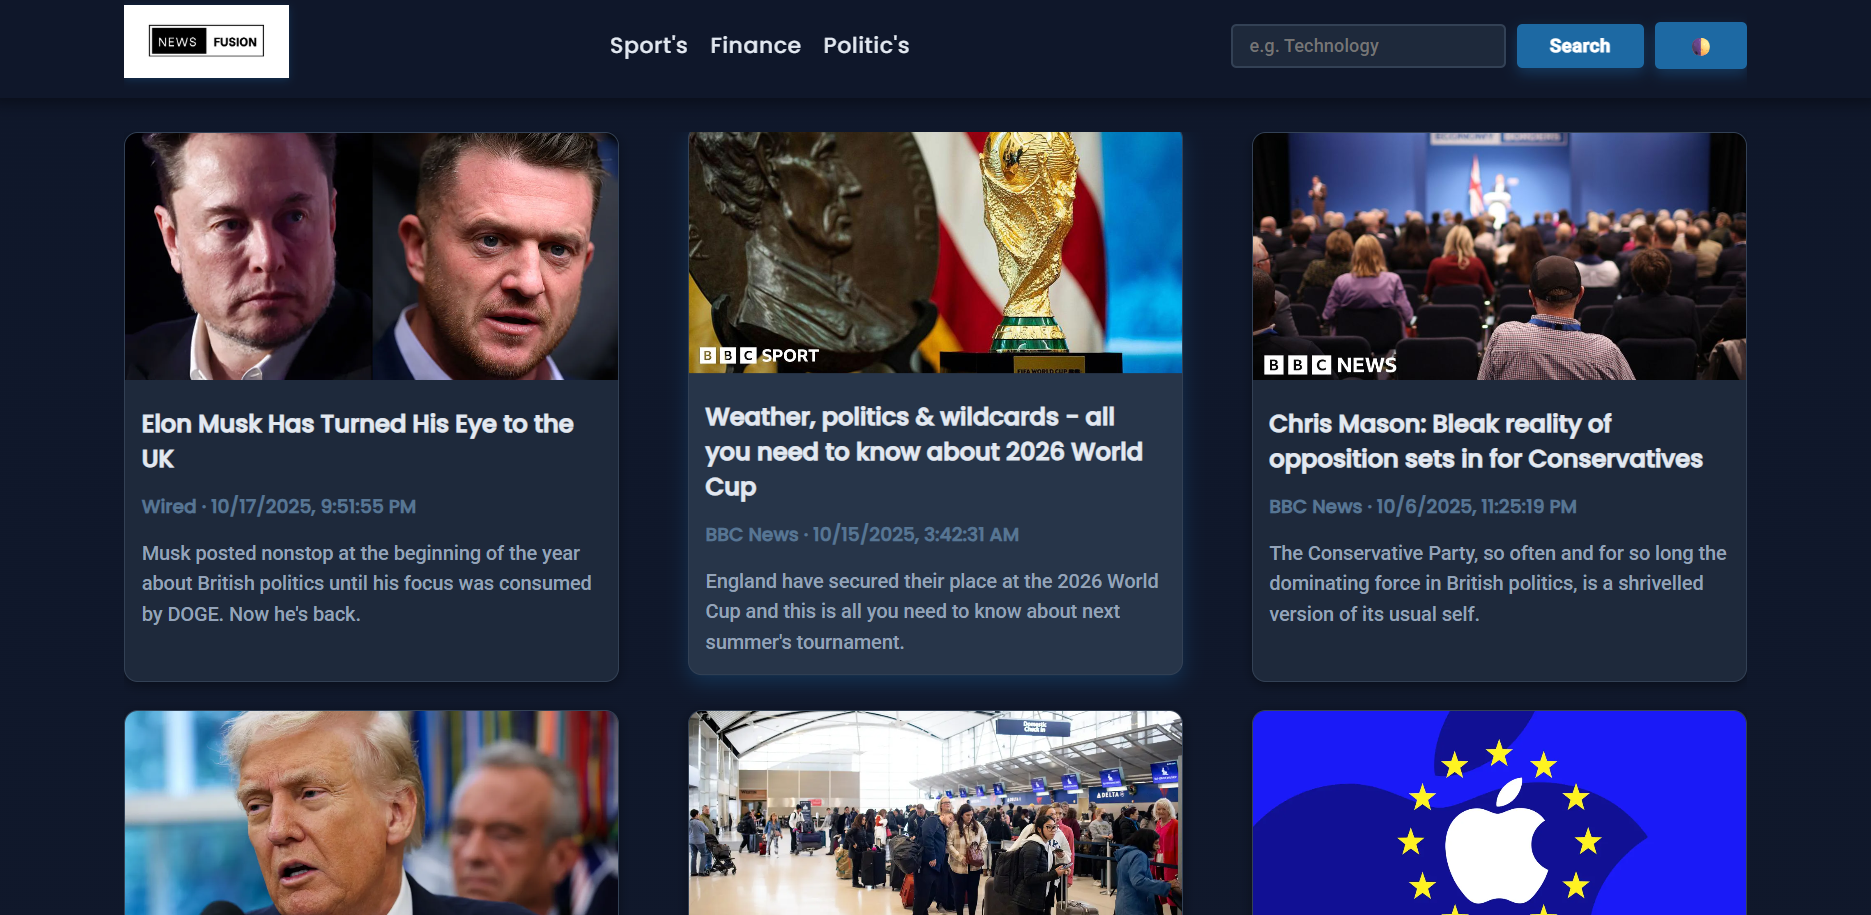 NEWS FUSION
Sport's Finance Politic's
e.g. Technology
Search
BBC SPORT
FIFA WORLD CUP
BBC NEWS
Elon Musk Has Turned His Eye to the
UK
Wired · 10/17/2025, 9:51:55 PM
Musk posted nonstop at the beginning of the year
about British politics until his focus was consumed
by DOGE. Now he's back.
Weather, politics & wildcards - all
you need to know about 2026 World
Cup
BBC News · 10/15/2025, 3:42:31 AM
England have secured their place at the 2026 World
Cup and this is all you need to know about next
summer's tournament.
Chris Mason: Bleak reality of
opposition sets in for Conservatives
BBC News · 10/6/2025, 11:25:19 PM
The Conservative Party, so often and for so long the
dominating force in British politics, is a shrivelled
version of its usual self.
Domestic
Check In
DELTA